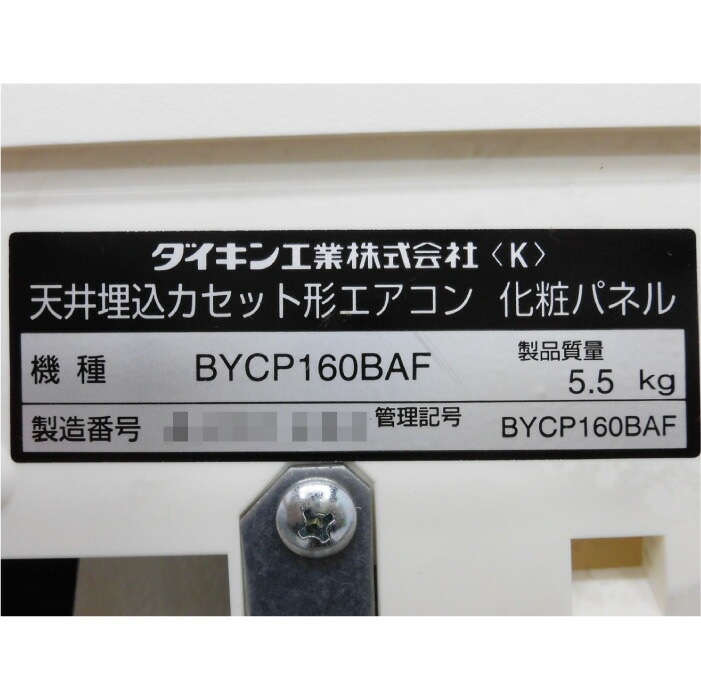 ダイキン工業株式会社〈K〉
天井埋込カセット形エアコン 化粧パネル
機種 BYCP160BAF 製品質量 5.5 kg
製造番号 管理記号 BYCP160BAF